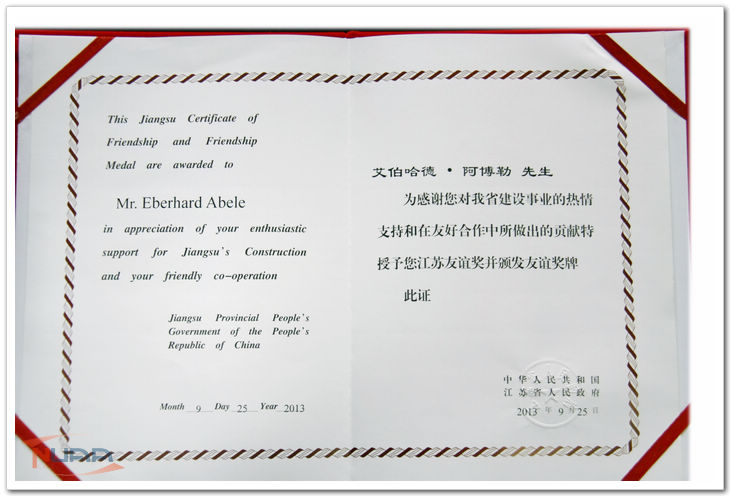 This Jiangsu Certificate of
Friendship and Friendship
Medal are awarded to
Mr. Eberhard Abele
in appreciation of your enthusiastic
support for Jiangsu's Construction
and your friendly co-operation
Jiangsu Provincial People's
Government of the People's
Republic of China
Month 9 Day 25 Year 2013
艾伯哈德·阿博勒 先生
为感谢您对我省建设事业的热情
支持和在友好合作中所做出的贡献特
授予您江苏友谊奖并颁发友谊奖牌
此证
中华人民共和国
江苏省人民政府
2013 年 9 月 25 日